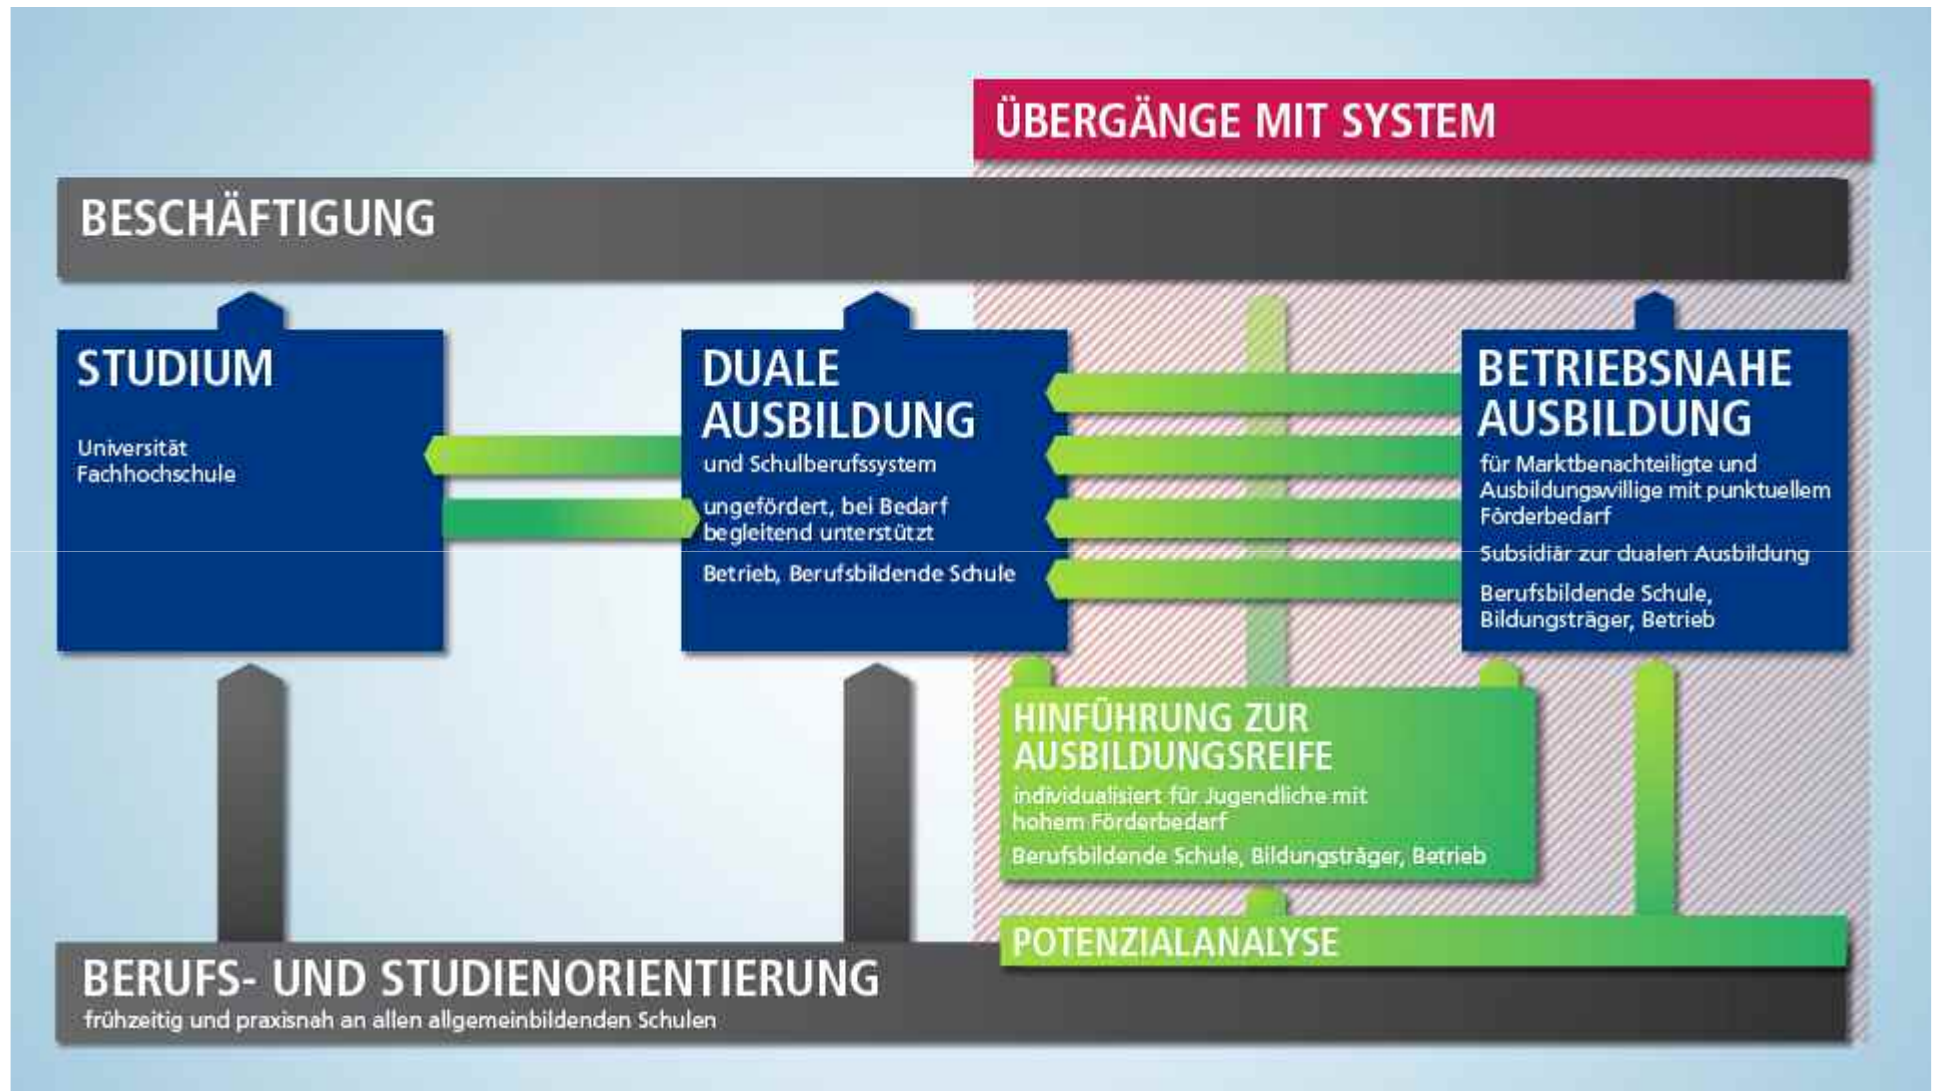 ÜBERGÄNGE MIT SYSTEM
BESCHÄFTIGUNG
STUDIUM
Universität
Fachhochschule
DUALE
AUSBILDUNG
und Schulberufssystem
ungefördert, bei Bedarf
begleitend unterstützt
Betrieb, Berufsbildende Schule
BETRIEBSNAHE
AUSBILDUNG
für Marktbenachteiligte und
Ausbildungswillige mit punktuellem
Förderbedarf
Subsidiär zur dualen Ausbildung
Berufsbildende Schule,
Bildungsträger, Betrieb
HINFÜHRUNG ZUR
AUSBILDUNGSREIFE
individualisiert für Jugendliche mit
hohem Förderbedarf
Berufsbildende Schule, Bildungsträger, Betrieb
POTENZIALANALYSE
BERUFS- UND STUDIENORIENTIERUNG
frühzeitig und praxisnah an allen allgemeinbildenden Schulen